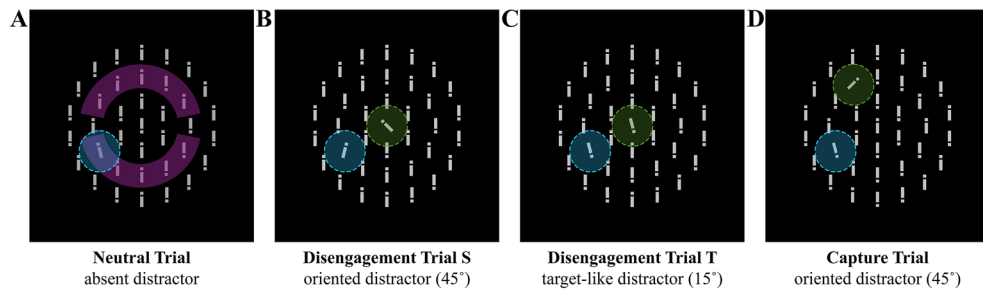 A
B
C
D
Neutral Trial
absent distractor
Disengagement Trial S
oriented distractor (45˚)
Disengagement Trial T
target-like distractor (15˚)
Capture Trial
oriented distractor (45˚)